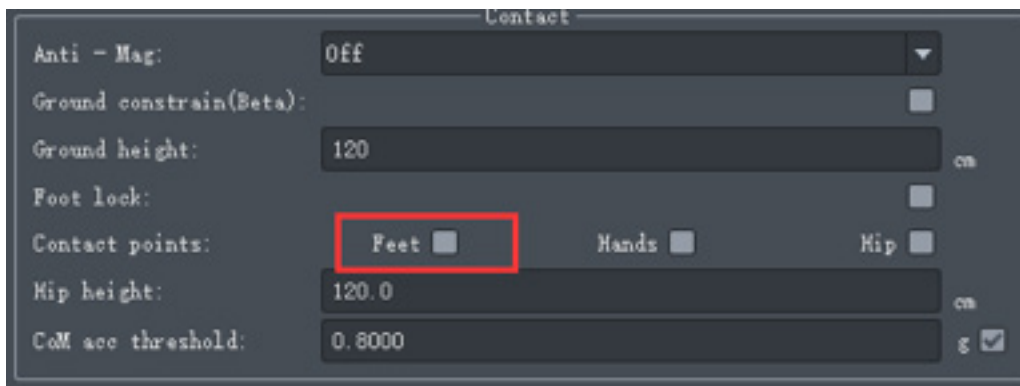 Contact
Anti - Mag: Off
Ground constrain(Beta):
Ground height: 120 cm
Foot lock:
Contact points: Feet Hands Hip
Hip height: 120.0 cm
CoM acc threshold: 0.8000 g